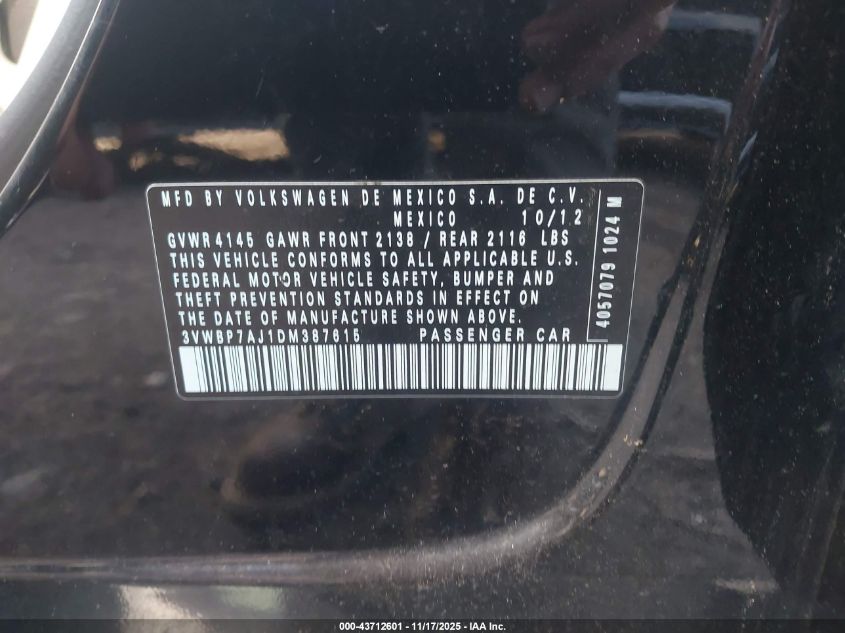 MFD BY VOLKSWAGEN DE MEXICO S.A. DE C.V.
MEXICO 10/12
GVWR 4145 GAWR FRONT 2138 / REAR 2116 LBS
THIS VEHICLE CONFORMS TO ALL APPLICABLE U.S.
FEDERAL MOTOR VEHICLE SAFETY, BUMPER AND
THEFT PREVENTION STANDARDS IN EFFECT ON
THE DATE OF MANUFACTURE SHOWN ABOVE.
3VWBP7AJ1DM387615 PASSENGER CAR
4057079 1024 M
000-43712601 - 11/17/2025 - IAA Inc.